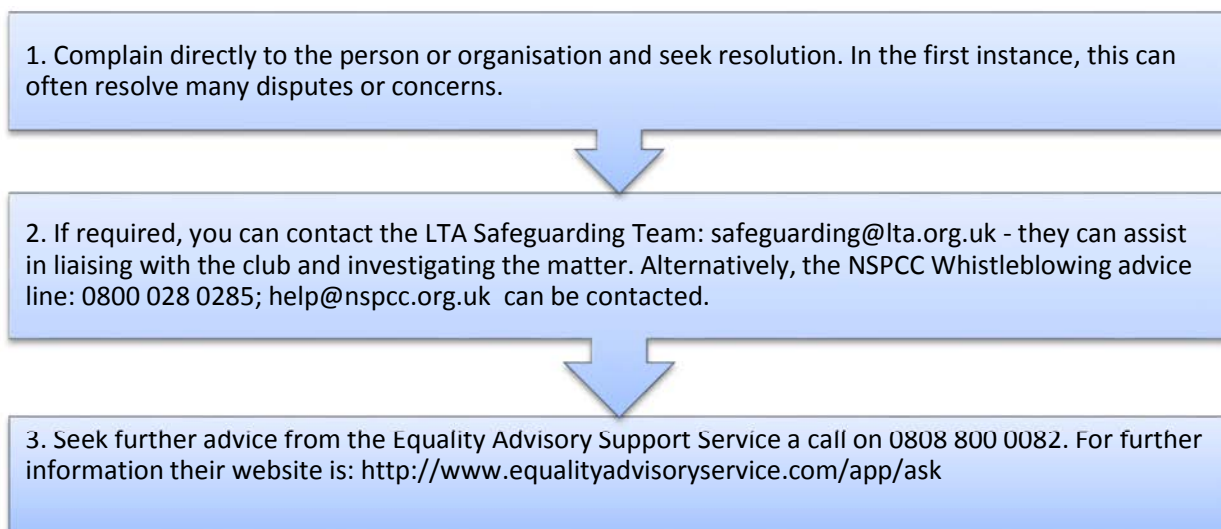 1. Complain directly to the person or organisation and seek resolution. In the first instance, this can
often resolve many disputes or concerns.
2. If required, you can contact the LTA Safeguarding Team: safeguarding@lta.org.uk - they can assist
in liaising with the club and investigating the matter. Alternatively, the NSPCC Whistleblowing advice
line: 0800 028 0285; help@nspcc.org.uk can be contacted.
3. Seek further advice from the Equality Advisory Support Service a call on 0808 800 0082. For further
information their website is: http://www.equalityadvisoryservice.com/app/ask